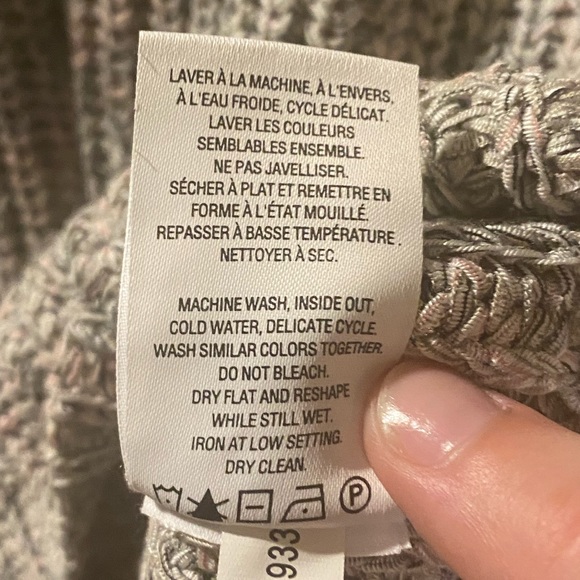 LAVER À LA MACHINE, À L'ENVERS,
À L'EAU FROIDE, CYCLE DÉLICAT.
LAVER LES COULEURS
SEMBLABLES ENSEMBLE.
NE PAS JAVELLISER.
SÉCHER À PLAT ET REMETTRE EN
FORME À L'ÉTAT MOUILLÉ.
REPASSER À BASSE TEMPÉRATURE.
NETTOYER À SEC.
MACHINE WASH, INSIDE OUT,
COLD WATER, DELICATE CYCLE.
WASH SIMILAR COLORS TOGETHER.
DO NOT BLEACH.
DRY FLAT AND RESHAPE
WHILE STILL WET.
IRON AT LOW SETTING.
DRY CLEAN.
P
933